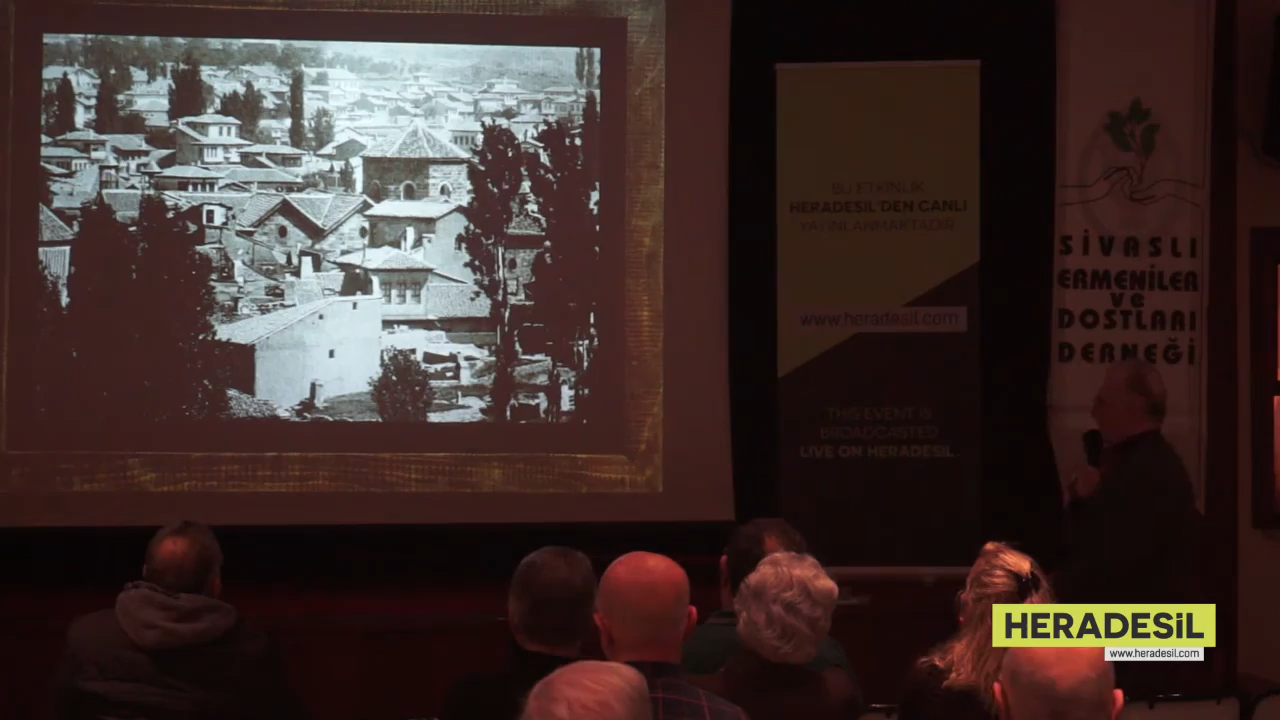 BU ETKİNLİK
HERADESİL'DEN CANLI
YAYINLANMAKTADIR
www.heradesil.com
THIS EVENT IS
BROADCASTED
LIVE ON HERADESİL
SİVASLI
ERMENİLER
ve
DOSTLARI
DERNEĞİ
HERADESiL
www.heradesil.com